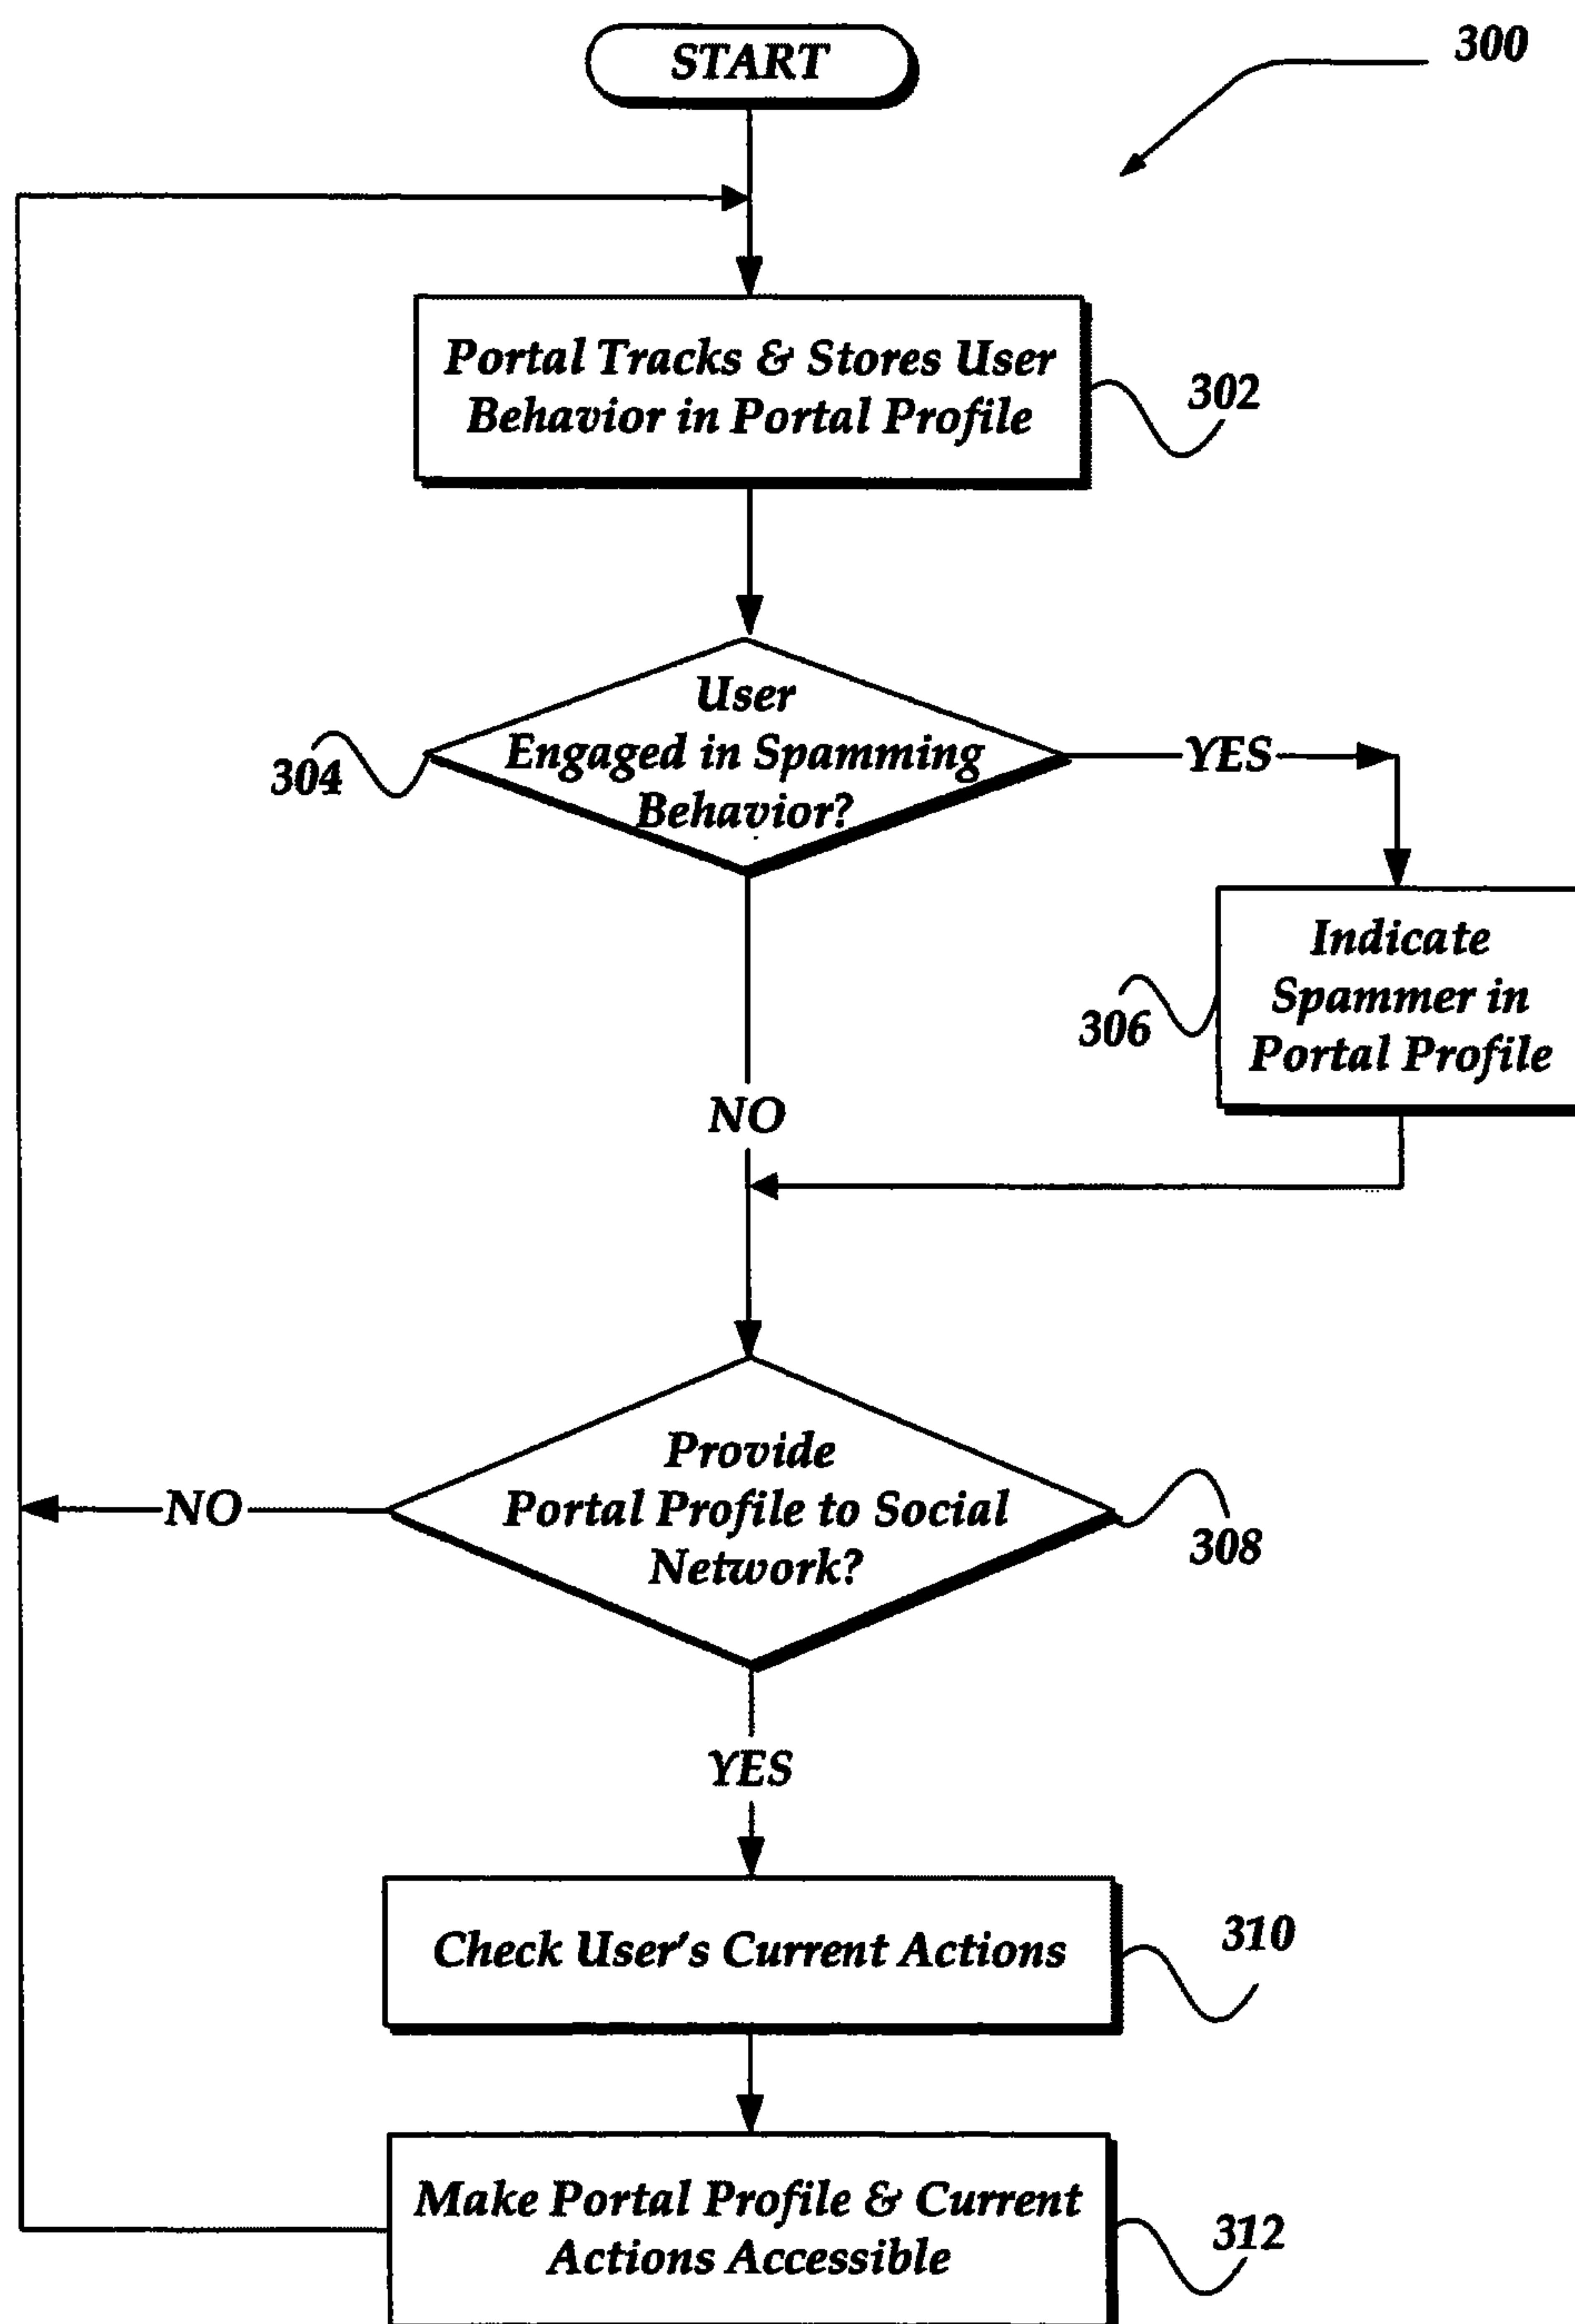 START
300
Portal Tracks & Stores User
Behavior in Portal Profile
302
User
Engaged in Spamming
Behavior?
304
YES
Indicate
Spammer in
Portal Profile
306
NO
Provide
Portal Profile to Social
Network?
NO
308
YES
Check User's Current Actions
310
Make Portal Profile & Current
Actions Accessible
312